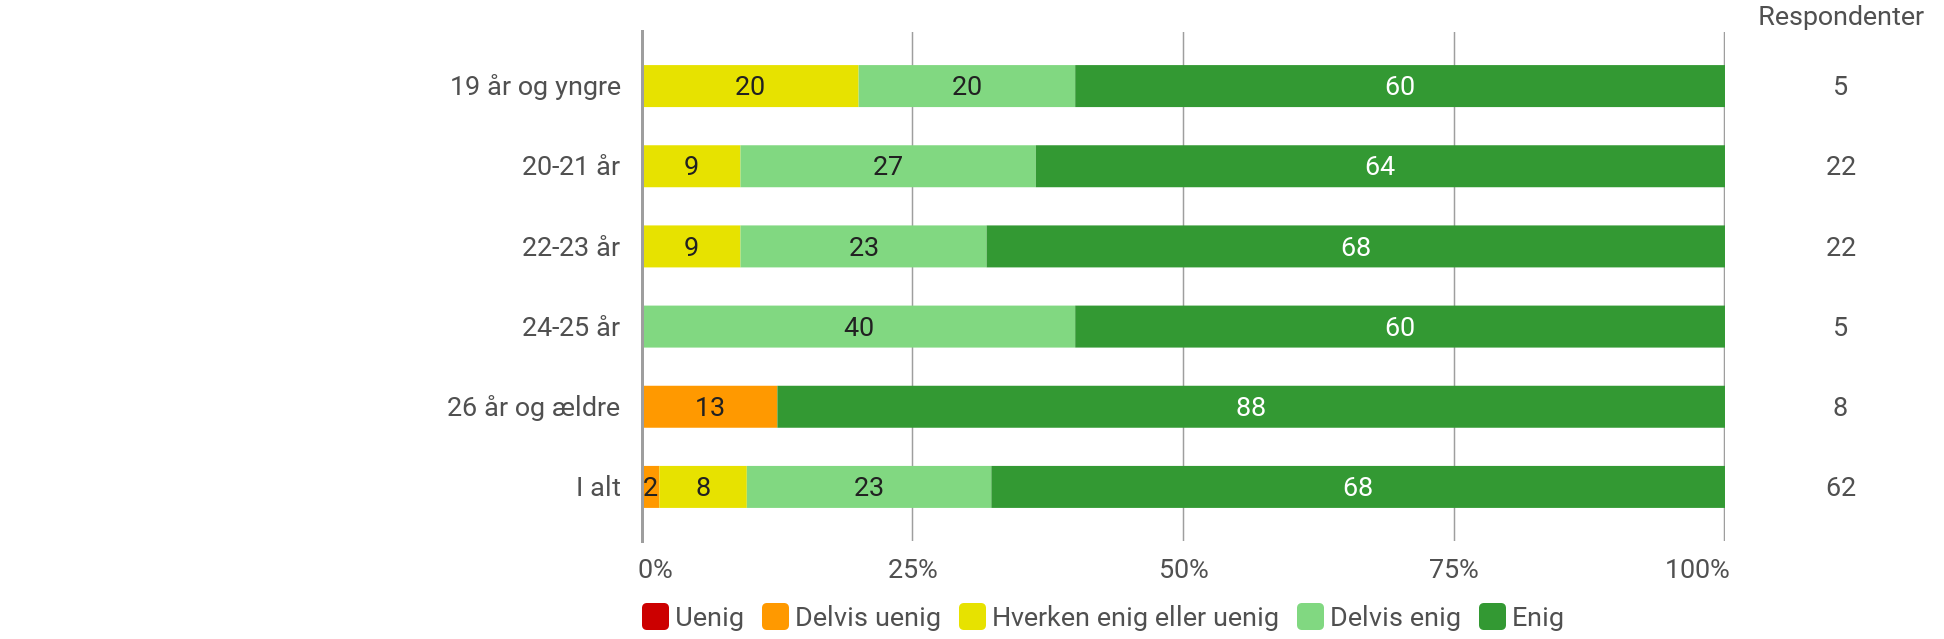 Respondenter
19 år og yngre 20 20 60 5
20-21 år 9 27 64 22
22-23 år 9 23 68 22
24-25 år 40 60 5
26 år og ældre 13 88 8
I alt 2 8 23 68 62
0% 25% 50% 75% 100%
Uenig Delvis uenig Hverken enig eller uenig Delvis enig Enig